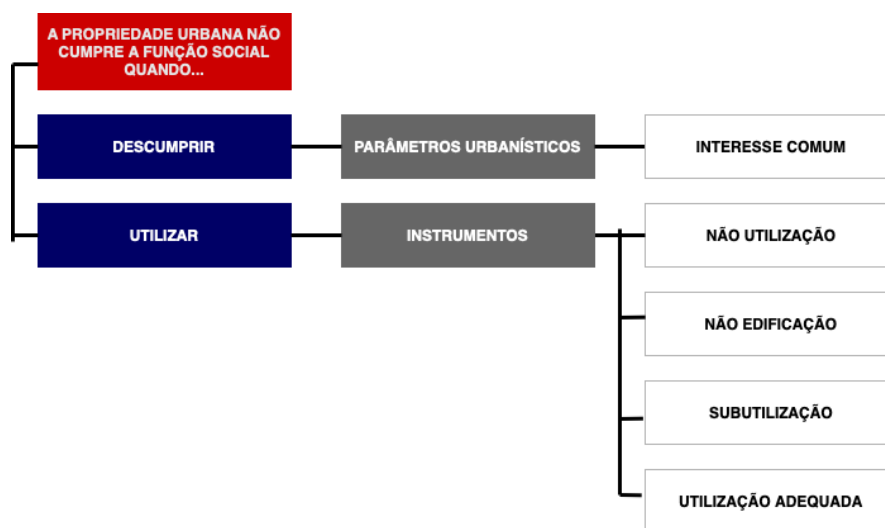 A PROPRIEDADE URBANA NÃO
CUMPRE A FUNÇÃO SOCIAL
QUANDO...
DESCUMPRIR
PARÂMETROS URBANÍSTICOS
INTERESSE COMUM
UTILIZAR
INSTRUMENTOS
NÃO UTILIZAÇÃO
NÃO EDIFICAÇÃO
SUBUTILIZAÇÃO
UTILIZAÇÃO ADEQUADA